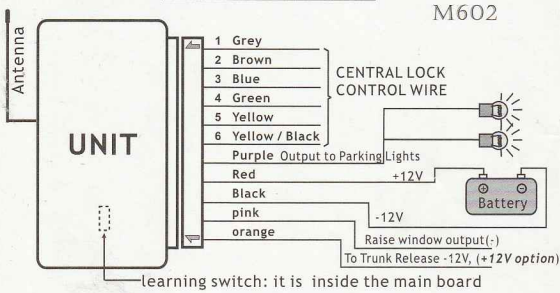 M602
Antenna
UNIT
1 Grey
2 Brown
3 Blue
4 Green
5 Yellow
6 Yellow / Black
CENTRAL LOCK
CONTROL WIRE
Purple Output to Parking Lights
Red +12V
Black -12V
Battery
pink Raise window output(-)
orange To Trunk Release -12V, (+12V option)
learning switch: it is inside the main board